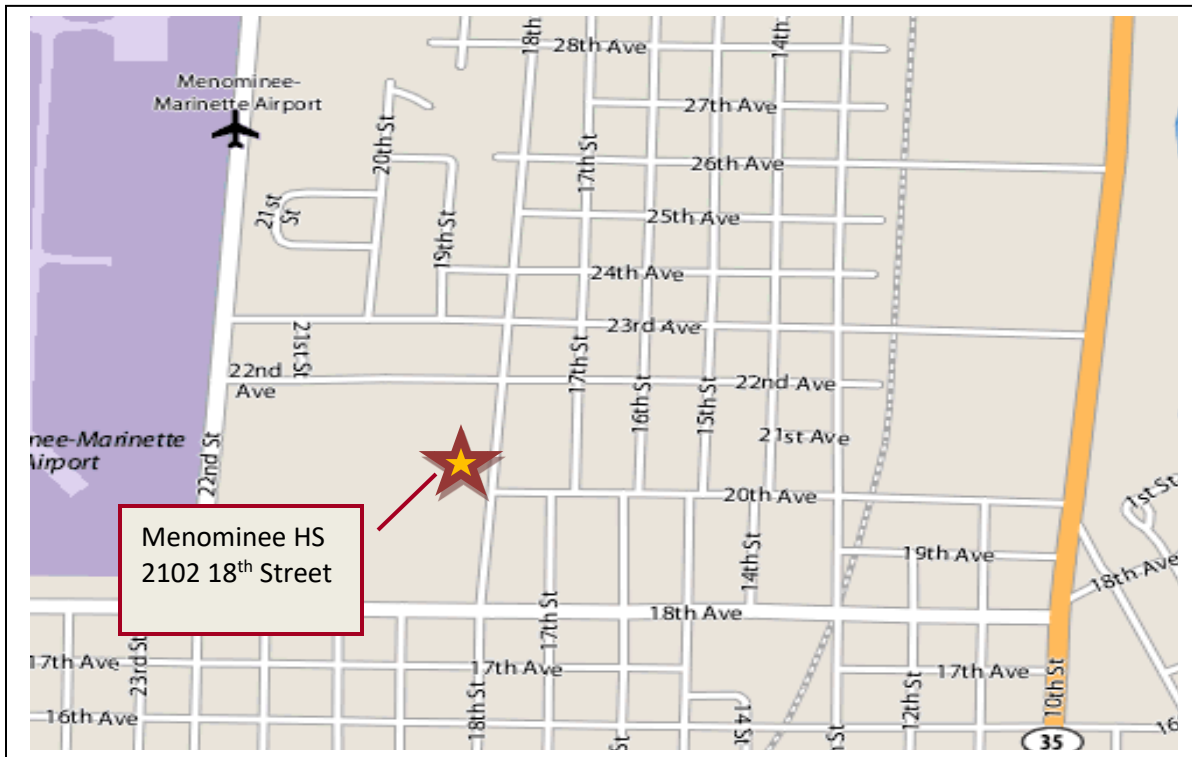 18th
28th Ave
14th
Menominee-
Marinette Airport
27th Ave
20th St
17th St
26th Ave
21st
St
19th St
25th Ave
24th Ave
23rd Ave
21st St
22nd
Ave
17th St
22nd Ave
16th St
15th St
21st Ave
nee-Marinette
Airport
22nd St
20th Ave
1st St
Menominee HS
2102 18th Street
14th St
19th Ave
18th Ave
17th St
18th Ave
17th Ave
23rd St
17th Ave
17th Ave
18th St
12th St
10th St
16th Ave
14 St
St
St
16
35